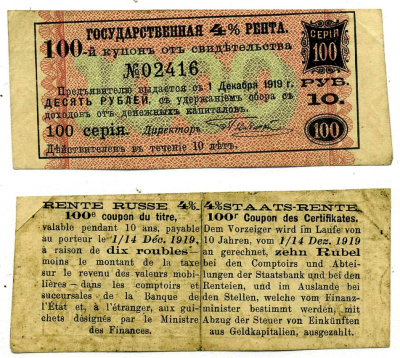 ГОСУДАРСТВЕННАЯ 4% РЕНТА.
100-й купонъ отъ свидѣтельства
№02416
СЕРІЯ
100
РУБ.
10.
Предъявителю выдается съ 1 Декабря 1919 г.
ДЕСЯТЬ РУБЛЕЙ, съ удержаніемъ сбора съ
доходовъ отъ денежныхъ капиталовъ.
100 серія. Директоръ
100
Дѣйствителенъ въ теченіе 10 лѣтъ.
RENTE RUSSE 4%
100e coupon du titre,
valable pendant 10 ans, payable
au porteur le 1/14 Déc. 1919,
à raison de dix roubles—
moins le montant de la taxe
sur le revenu des valeurs mobi-
lières—dans les comptoirs et
succursales de la Banque de
l'État et, à l'étranger, aux gui-
chets désignés par le Ministre
des Finances.
4% STAATS-RENTE
100r Coupon des Certifikates.
Dem Vorzeiger wird im Laufe von
10 Jahren, vom 1/14 Dez. 1919
an gerechnet, zehn Rubel
bei den Comptoirs und Abtei-
lungen der Staatsbank und bei den
Renteien, und im Auslande bei
den Stellen, welche vom Finanz-
minister bestimmt werden, mit
Abzug der Steuer von Einkünften
aus Geldkapitalien, ausgezahlt.